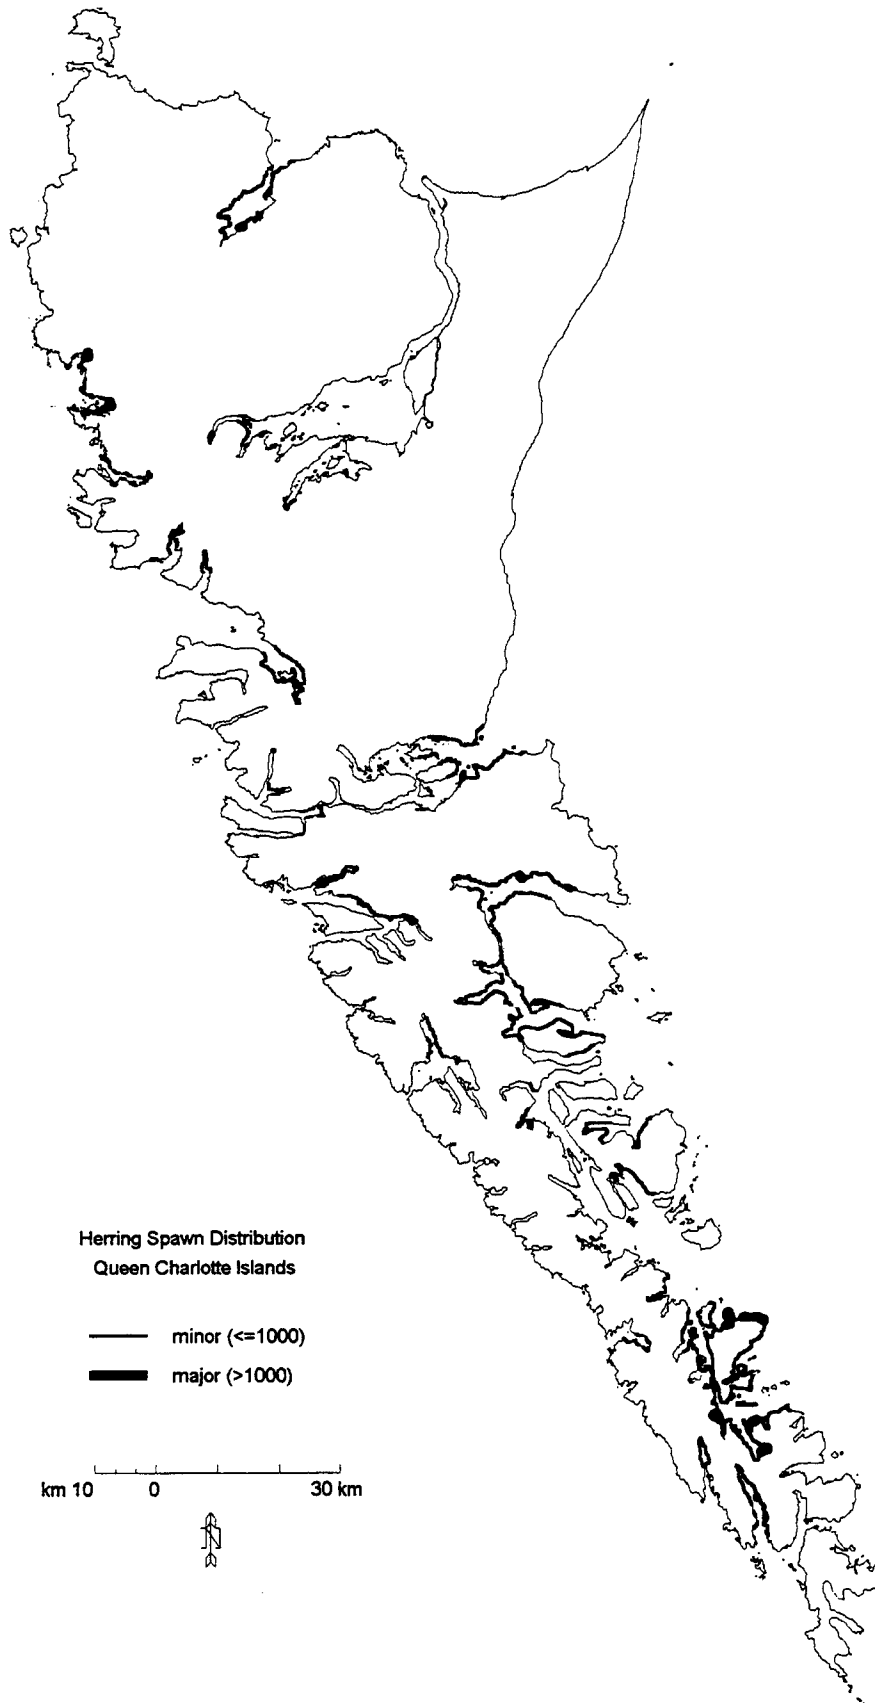 Herring Spawn Distribution
Queen Charlotte Islands
minor (<=1000)
major (>1000)
km 10 0 30 km
N